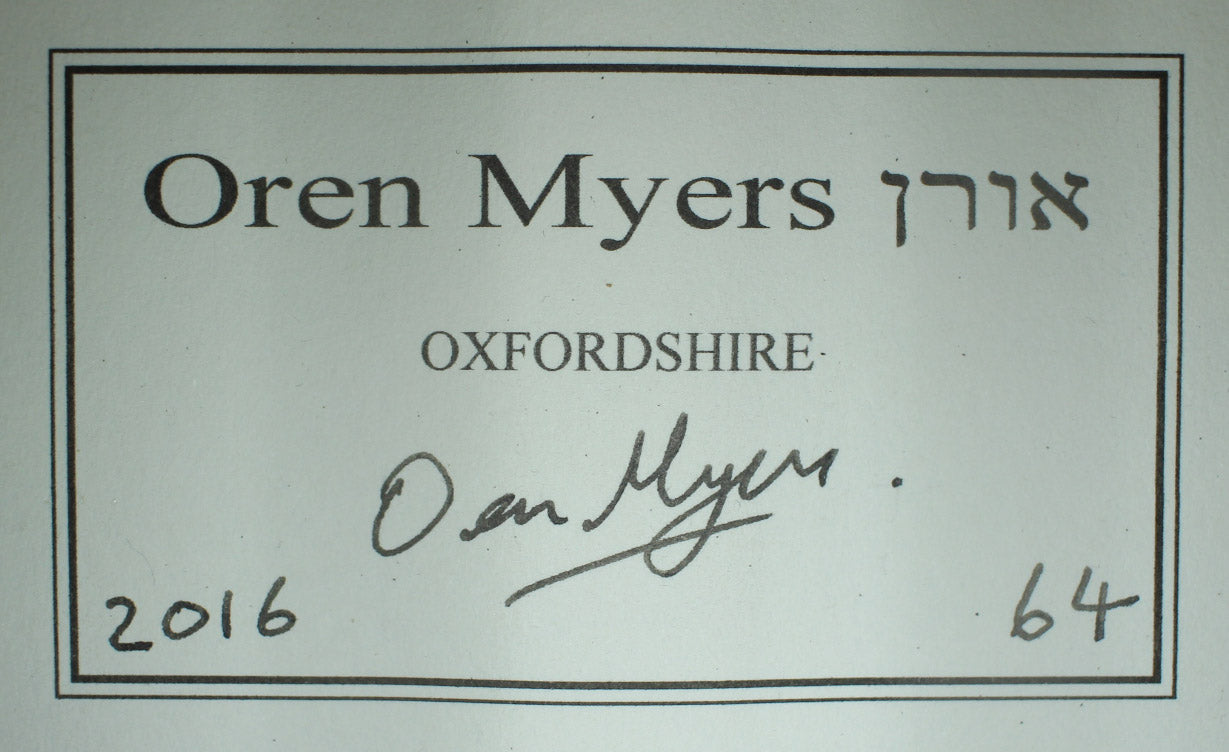 Oren Myers אורן
OXFORDSHIRE
Oren Myers.
2016 64